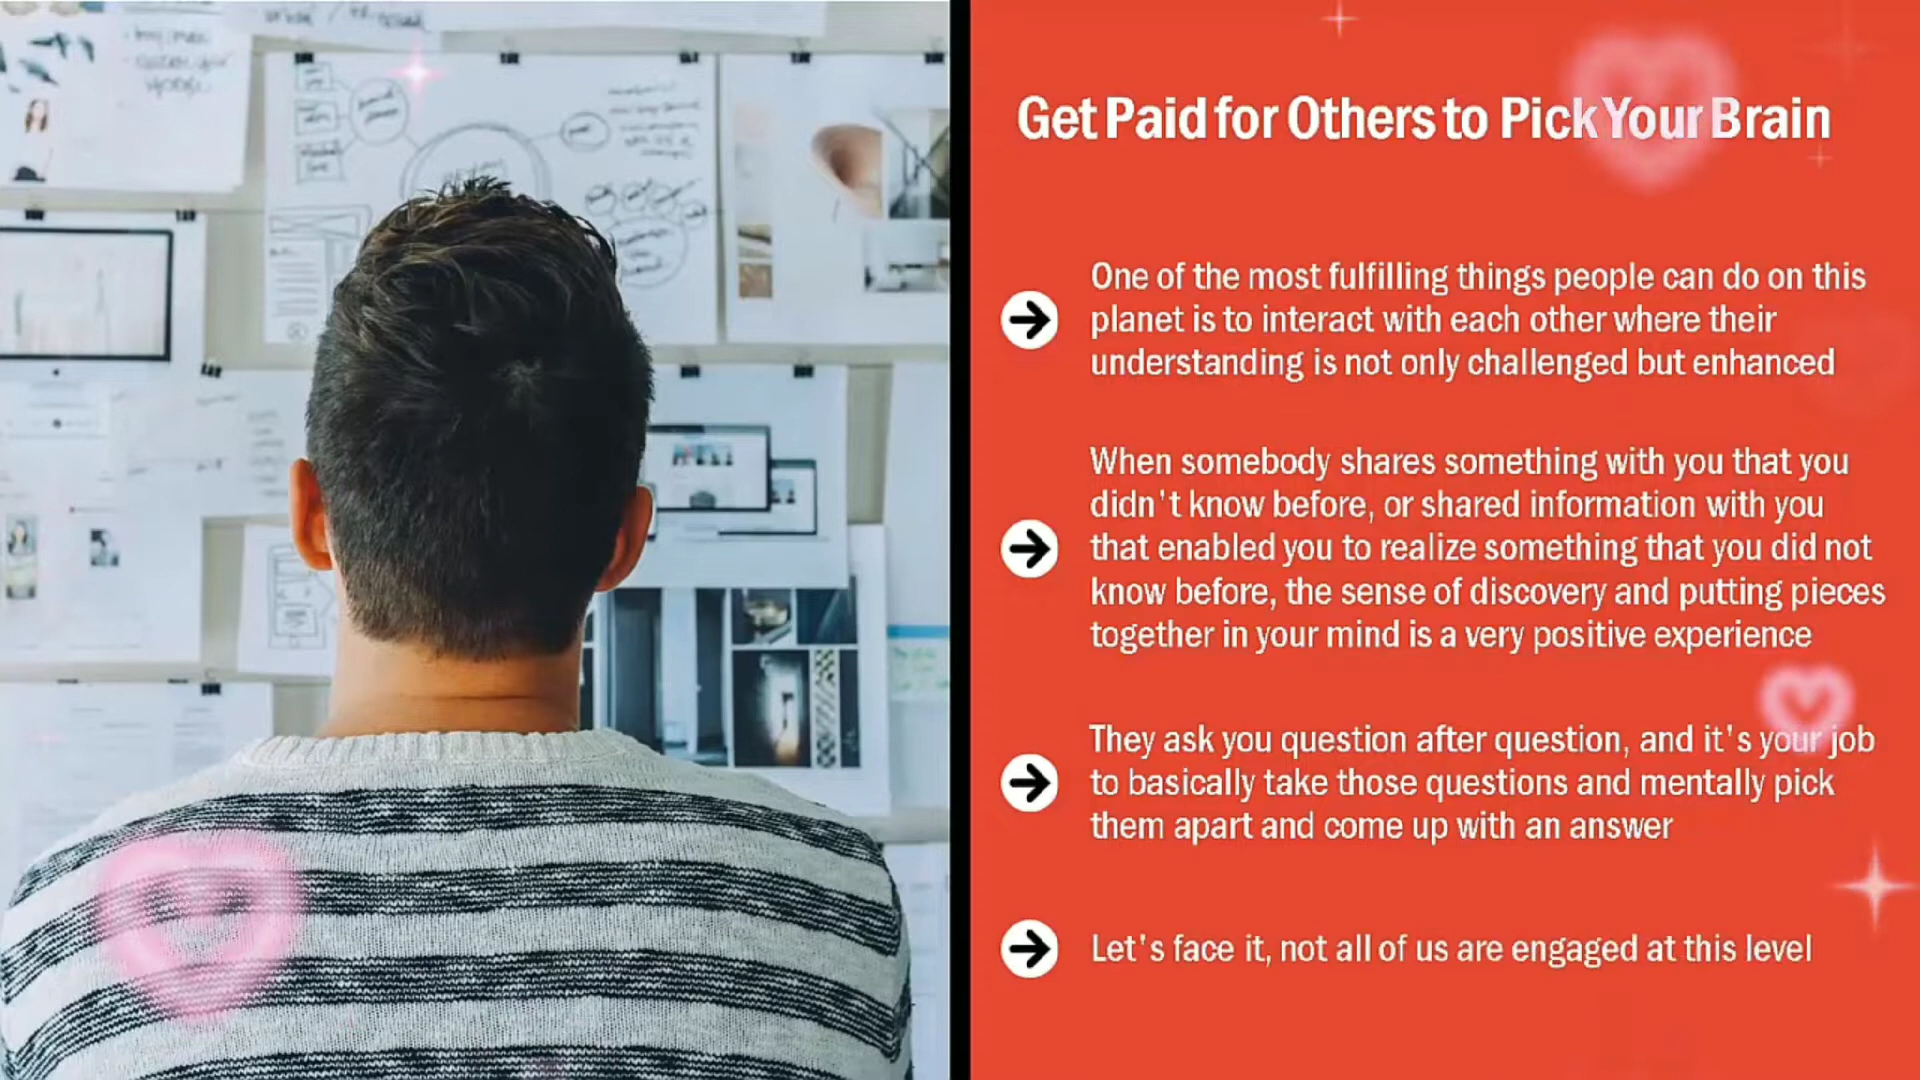 Get Paid for Others to Pick Your Brain
One of the most fulfilling things people can do on this
planet is to interact with each other where their
understanding is not only challenged but enhanced
When somebody shares something with you that you
didn't know before, or shared information with you
that enabled you to realize something that you did not
know before, the sense of discovery and putting pieces
together in your mind is a very positive experience
They ask you question after question, and it's your job
to basically take those questions and mentally pick
them apart and come up with an answer
Let's face it, not all of us are engaged at this level